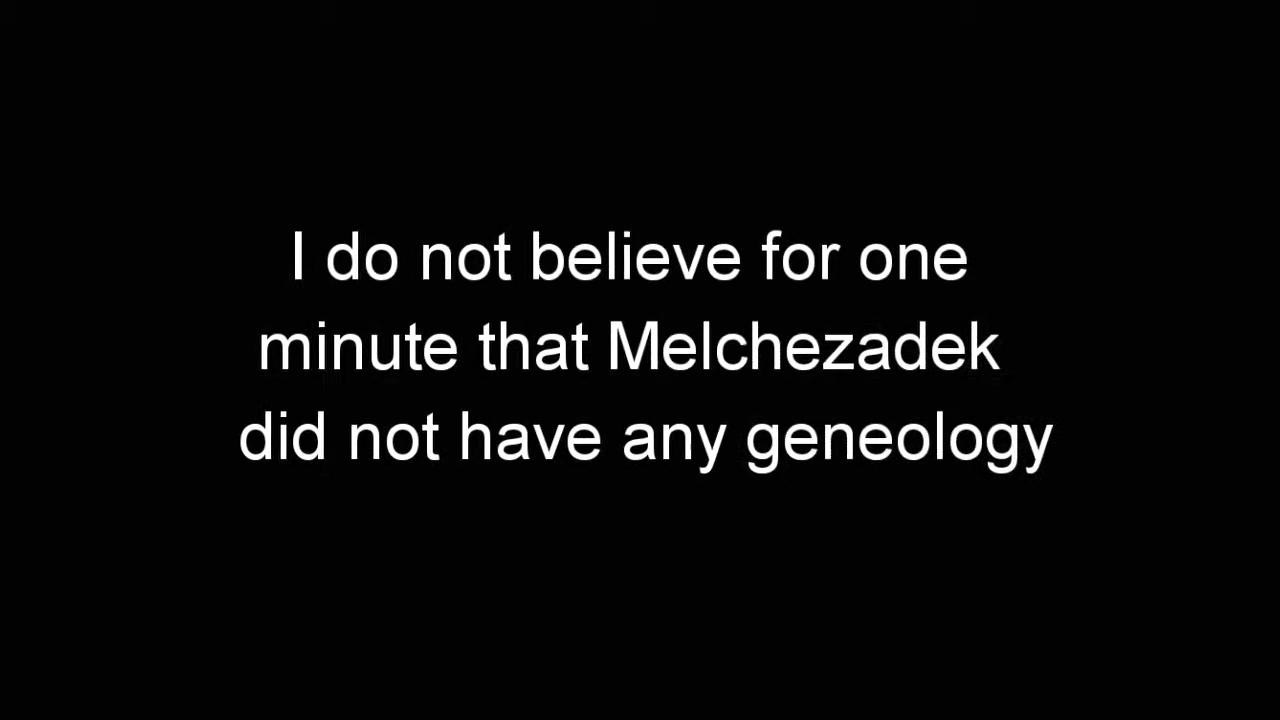 I do not believe for one
minute that Melchezadek
did not have any geneology